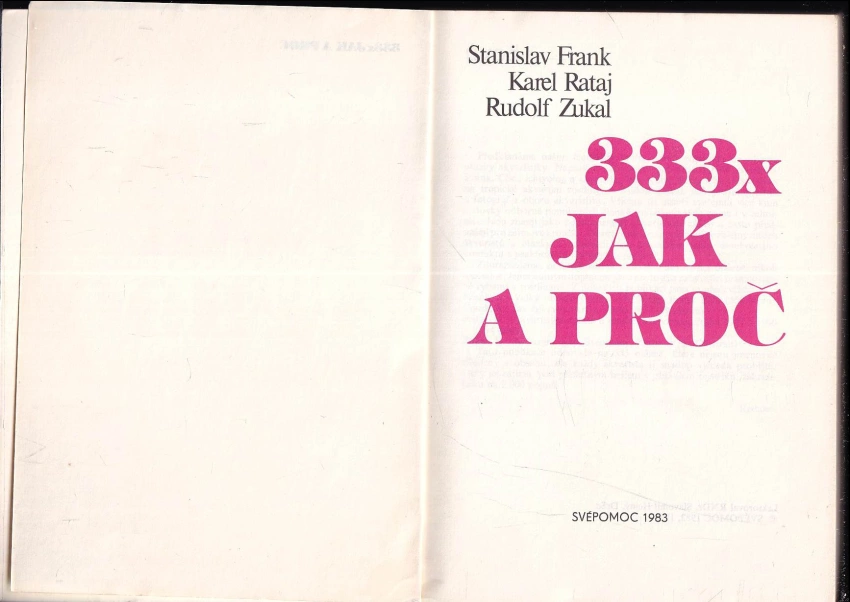 Stanislav Frank
Karel Rataj
Rudolf Zukal
333x
JAK
A PROČ
SVÉPOMOC 1983